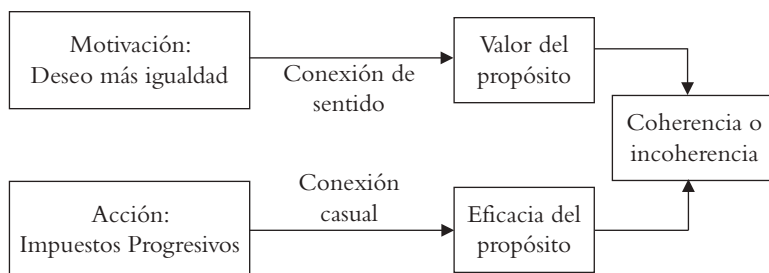 Motivación:
Deseo más igualdad
Conexión de
sentido
Valor del
propósito
Coherencia o
incoherencia
Acción:
Impuestos Progresivos
Conexión
casual
Eficacia del
propósito